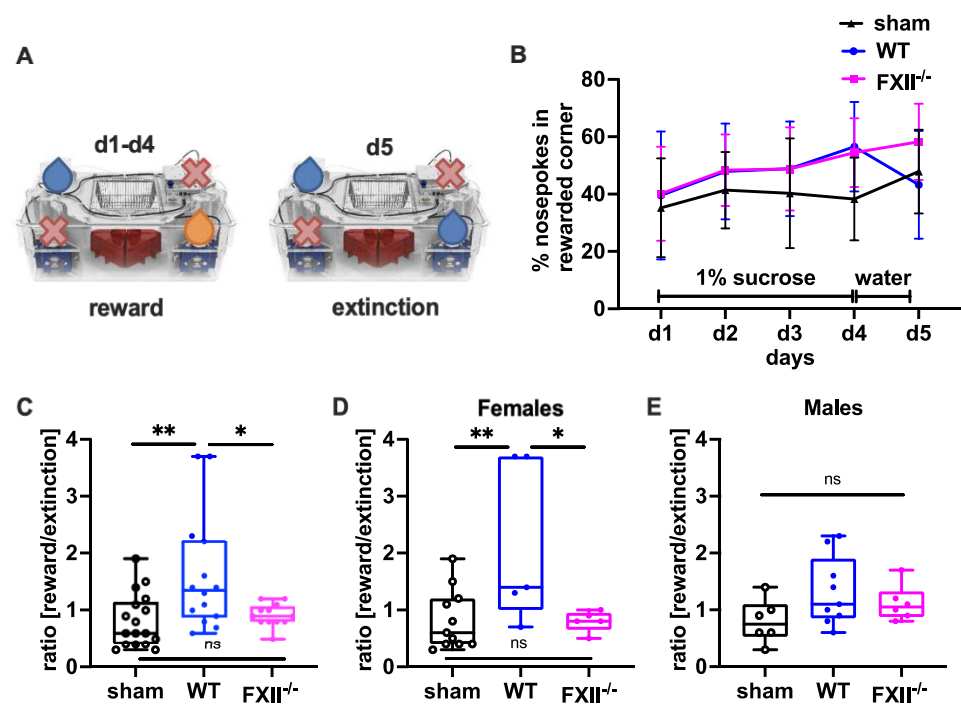 A
d1-d4
d5
reward
extinction
B
sham
WT
FXII-/-
% nosepokes in
rewarded corner
80
60
40
20
0
1% sucrose
water
d1 d2 d3 d4 d5
days
C
ratio [reward/extinction]
4
3
2
1
0
** *
ns
sham WT FXII-/-
D
Females
ratio [reward/extinction]
4
3
2
1
0
** *
ns
sham WT FXII-/-
E
Males
ratio [reward/extinction]
4
3
2
1
0
ns
sham WT FXII-/-